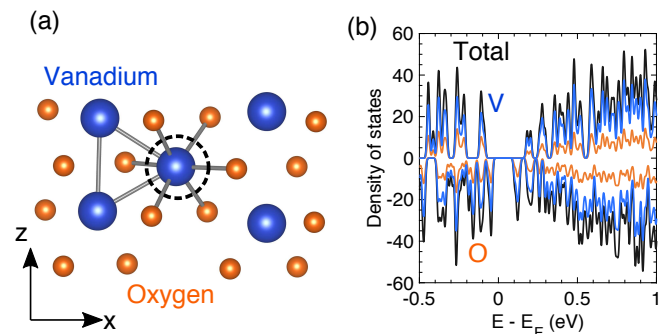 (a)
Vanadium
Oxygen
z
x
(b)
Total
V
O
Density of states
60
40
20
0
-20
-40
-60
-0.5
0
0.5
1
E - E_F (eV)